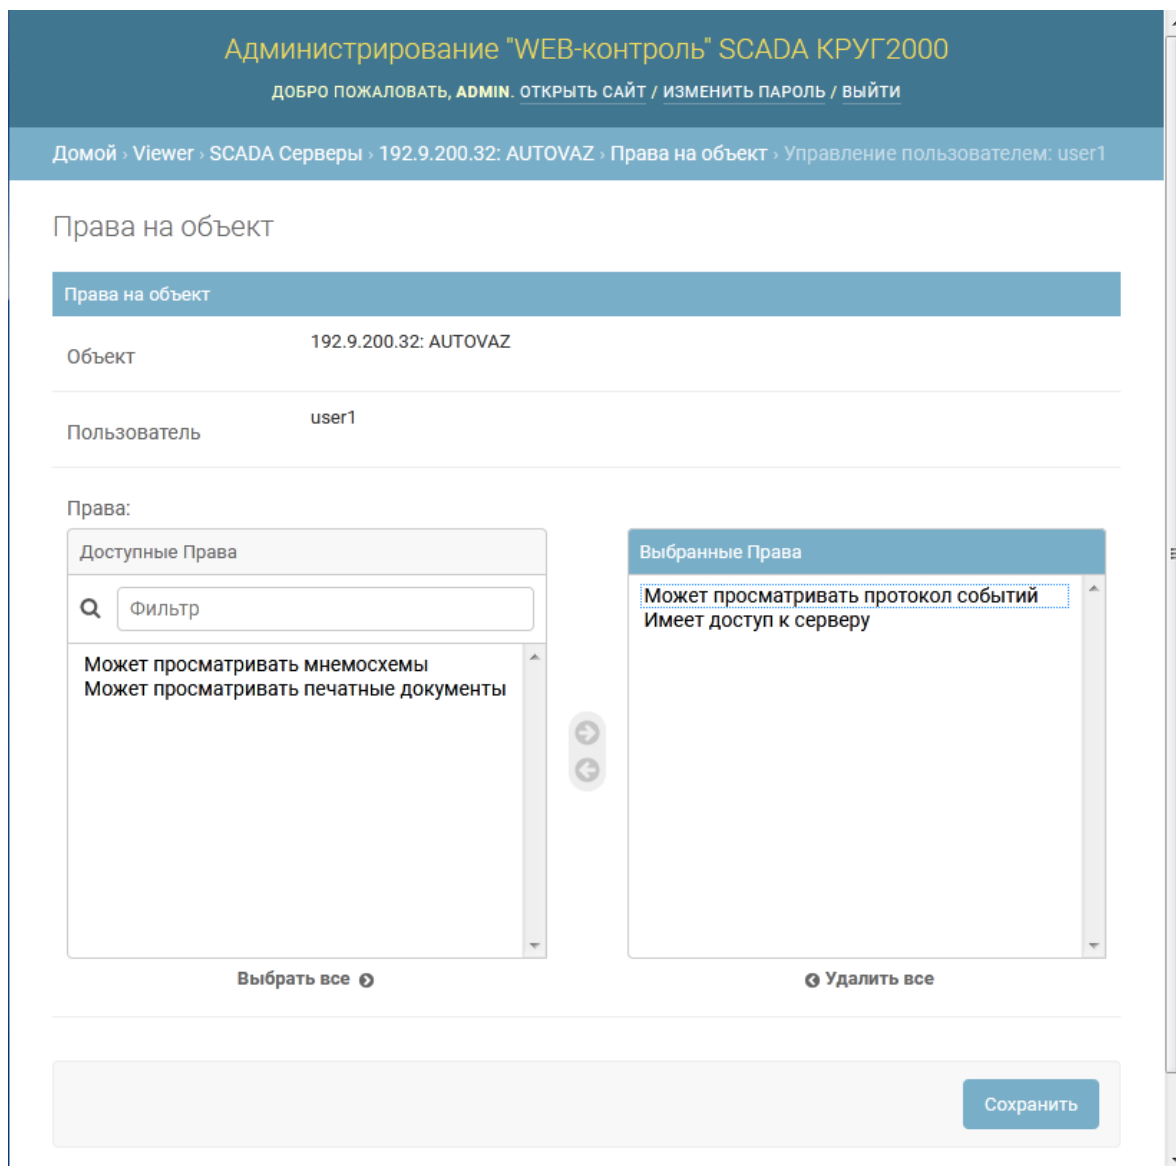 Администрирование "WEB-контроль" SCADA КРУГ2000
ДОБРО ПОЖАЛОВАТЬ, ADMIN. ОТКРЫТЬ САЙТ / ИЗМЕНИТЬ ПАРОЛЬ / ВЫЙТИ
Домой › Viewer › SCADA Серверы › 192.9.200.32: AUTOVAZ › Права на объект › Управление пользователем: user1
Права на объект
Права на объект
Объект 192.9.200.32: AUTOVAZ
Пользователь user1
Права:
Доступные Права
Фильтр
Может просматривать мнемосхемы
Может просматривать печатные документы
Выбрать все
Выбранные Права
Может просматривать протокол событий
Имеет доступ к серверу
Удалить все
Сохранить